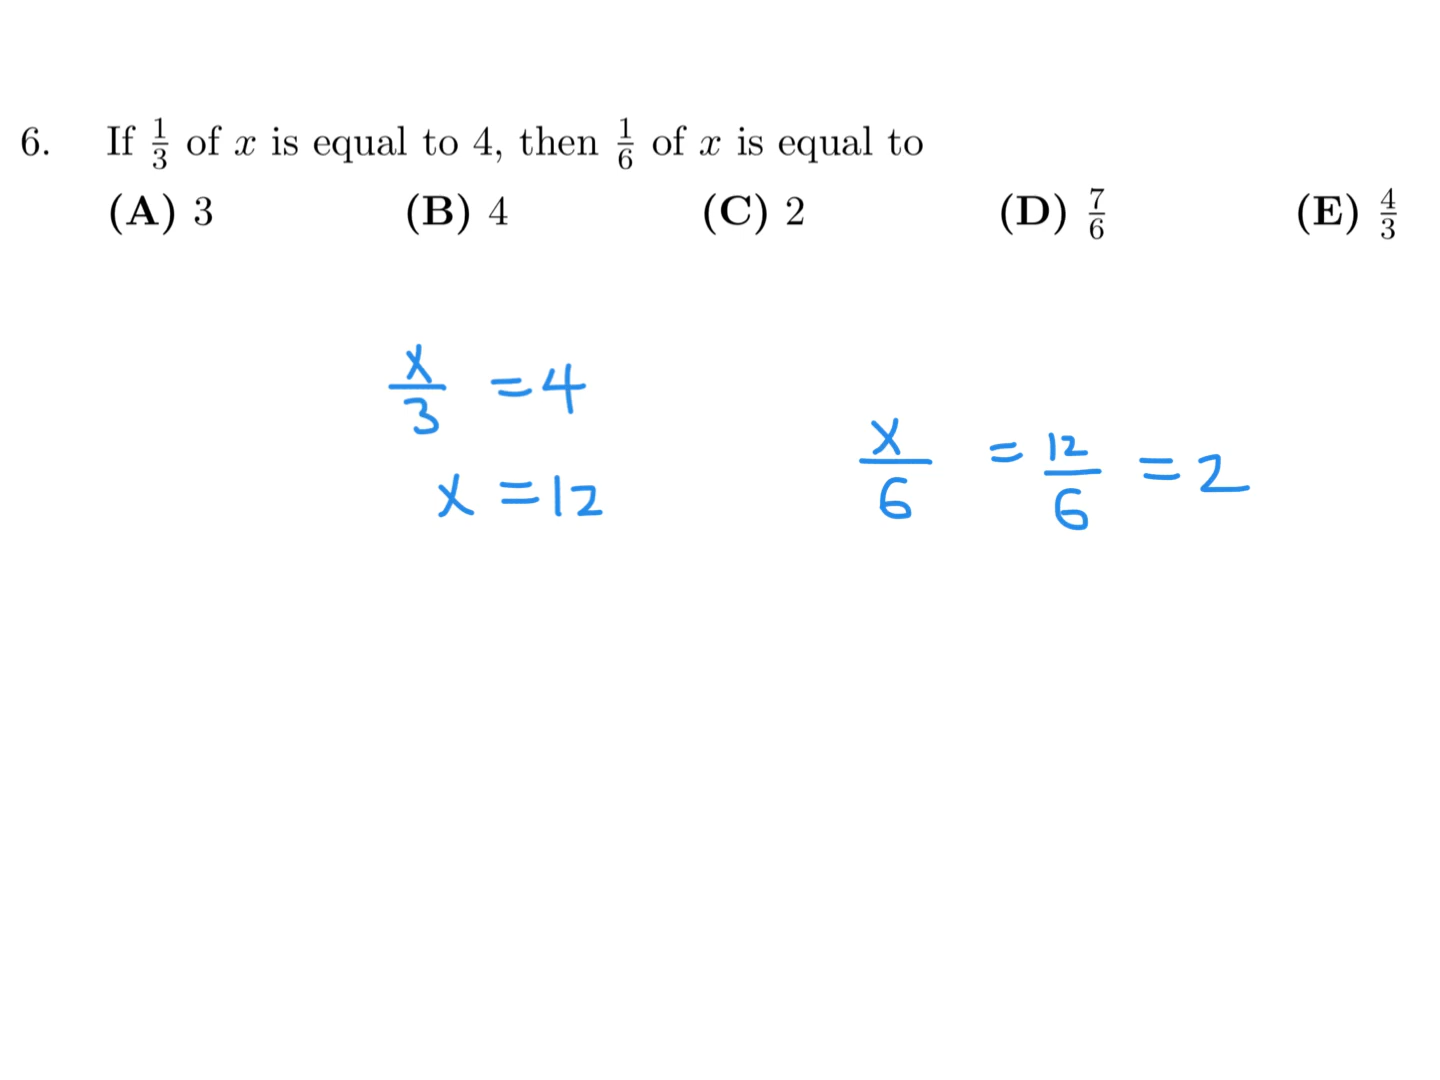 6. If 1/3 of x is equal to 4, then 1/6 of x is equal to
(A) 3 (B) 4 (C) 2 (D) 7/6 (E) 4/3
x/3 = 4
x = 12
x/6 = 12/6 = 2